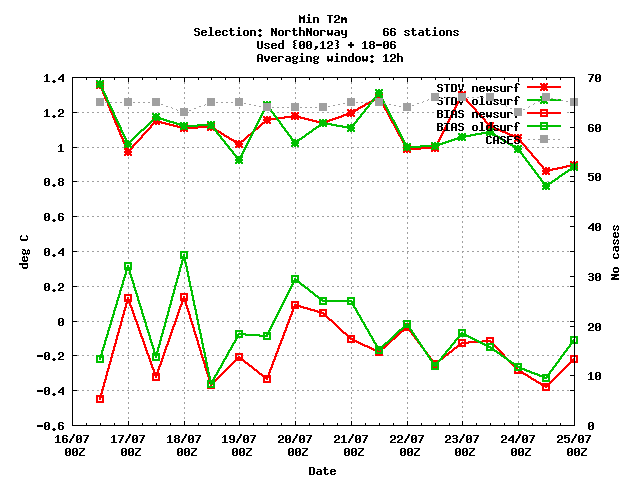 Min T2m
Selection: NorthNorway     66 stations
Used {00,12} + 18-06
Averaging window: 12h
STDV newsurf
STDV oldsurf
BIAS newsurf
BIAS oldsurf
CASES
1.4
1.2
1
0.8
0.6
0.4
0.2
0
-0.2
-0.4
-0.6
deg C
70
60
50
40
30
20
10
0
No cases
16/07 17/07 18/07 19/07 20/07 21/07 22/07 23/07 24/07 25/07
00Z 00Z 00Z 00Z 00Z 00Z 00Z 00Z 00Z 00Z
Date